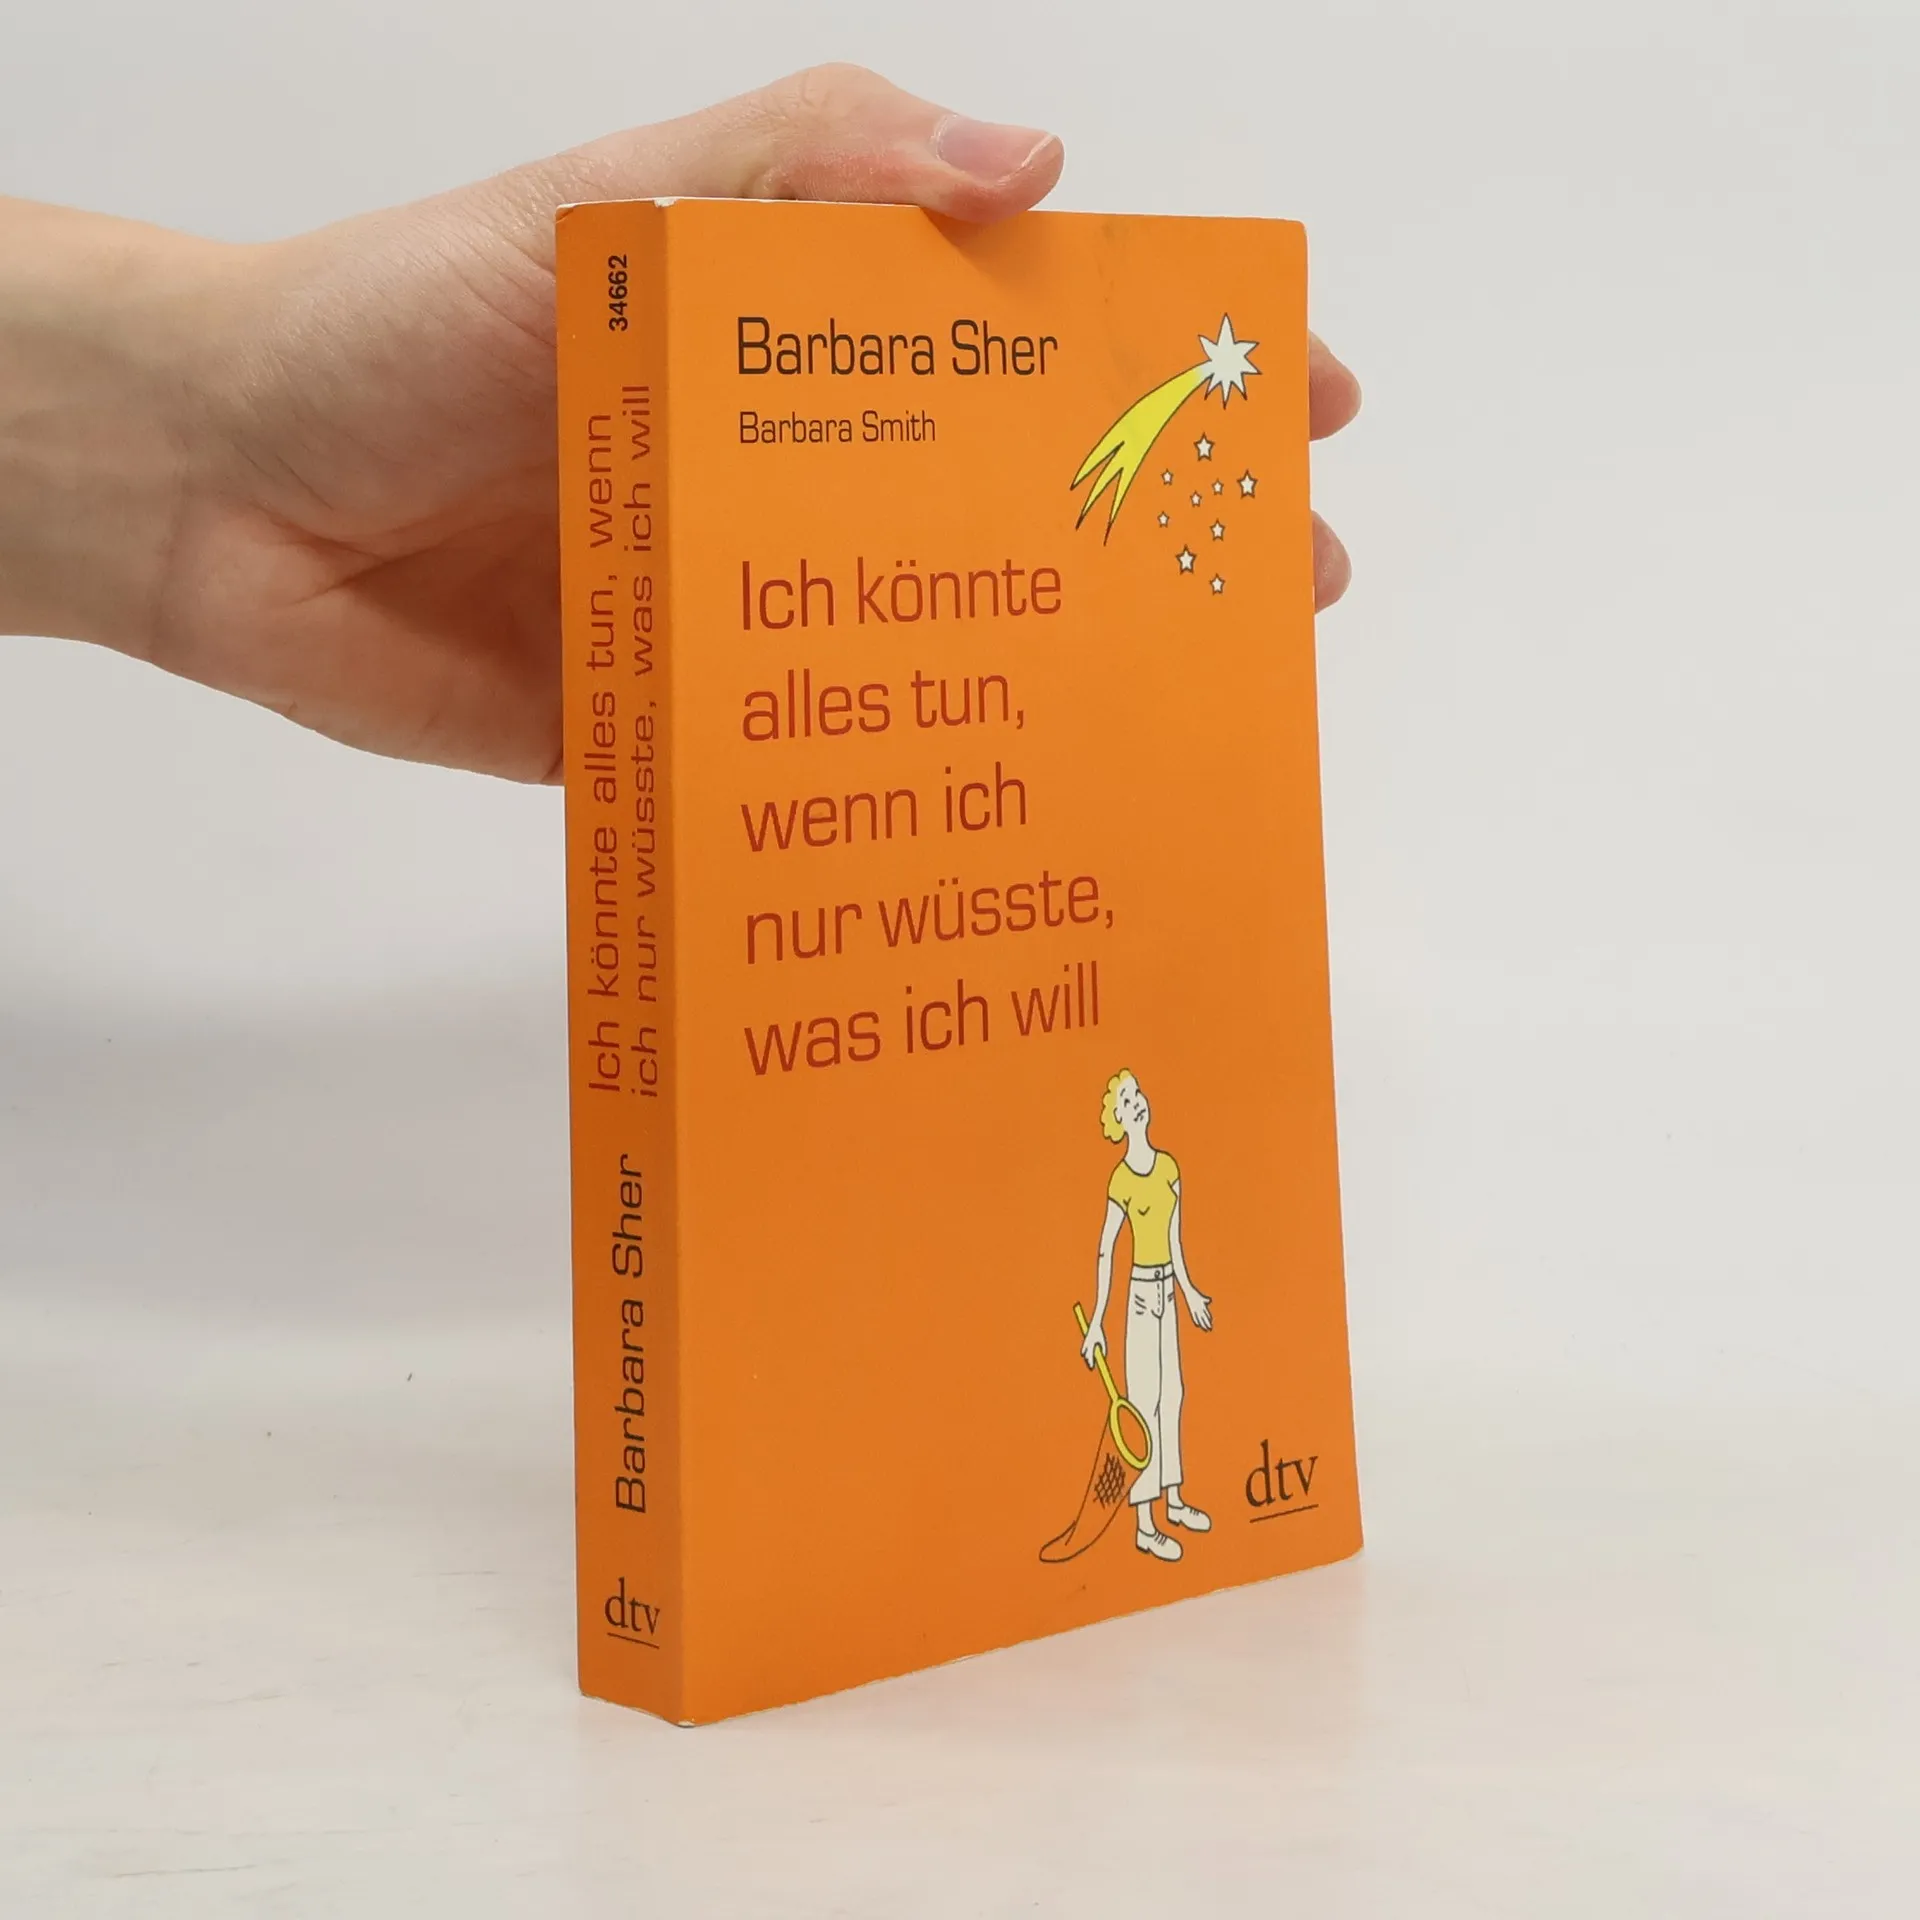 34662
Ich könnte alles tun, wenn
ich nur wüsste, was ich will
Barbara Sher
dtv
Barbara Sher
Barbara Smith
Ich könnte
alles tun,
wenn ich
nur wüsste,
was ich will
dtv